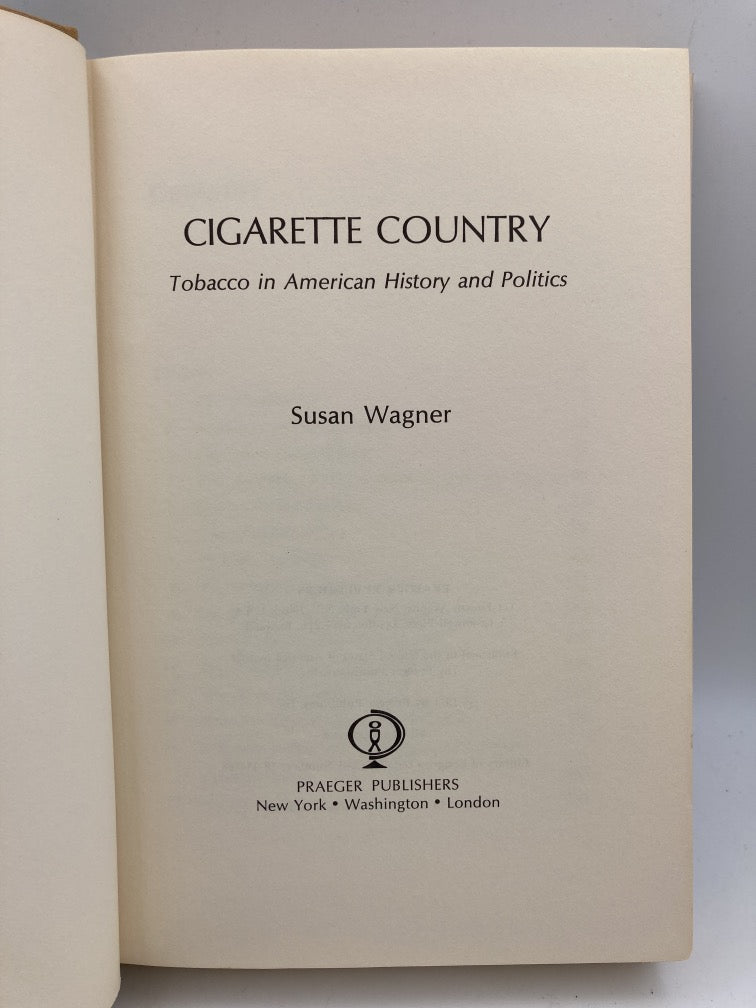 CIGARETTE COUNTRY
Tobacco in American History and Politics
Susan Wagner
PRAEGER PUBLISHERS
New York • Washington • London